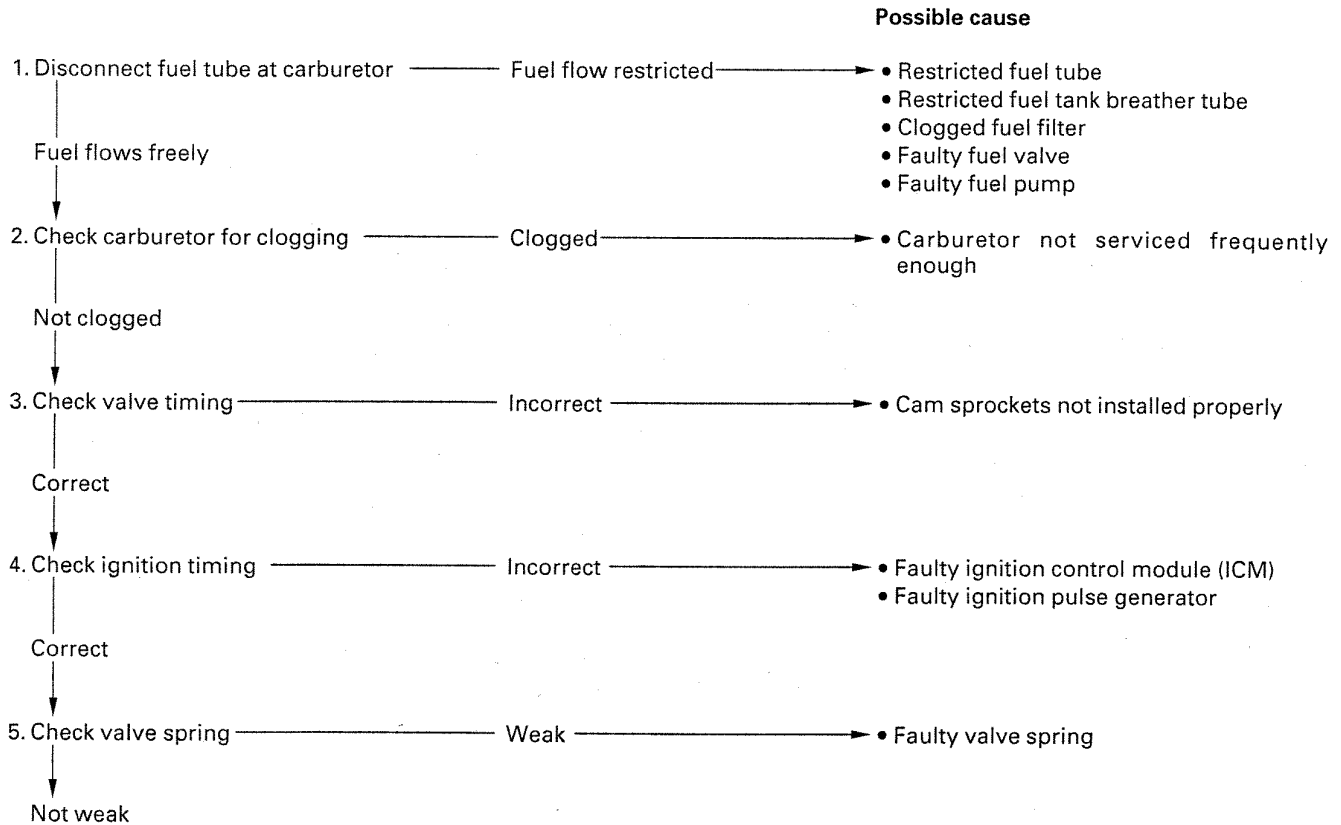 Possible cause
1. Disconnect fuel tube at carburetor Fuel flow restricted • Restricted fuel tube
• Restricted fuel tank breather tube
• Clogged fuel filter
Fuel flows freely
• Faulty fuel valve
• Faulty fuel pump
2. Check carburetor for clogging Clogged • Carburetor not serviced frequently
enough
Not clogged
3. Check valve timing Incorrect • Cam sprockets not installed properly
Correct
4. Check ignition timing Incorrect • Faulty ignition control module (ICM)
• Faulty ignition pulse generator
Correct
5. Check valve spring Weak • Faulty valve spring
Not weak